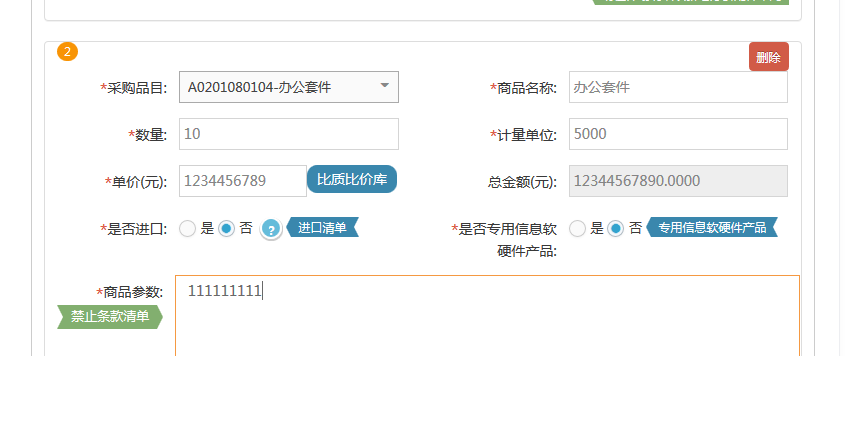 2
删除
*采购品目: A0201080104-办公套件 *商品名称: 办公套件
*数量: 10 *计量单位: 5000
*单价(元): 1234456789 比质比价库 总金额(元): 12344567890.0000
*是否进口: 是 否 ? 进口清单 *是否专用信息软 是 否 专用信息软硬件产品
硬件产品:
*商品参数: 111111111
禁止条款清单